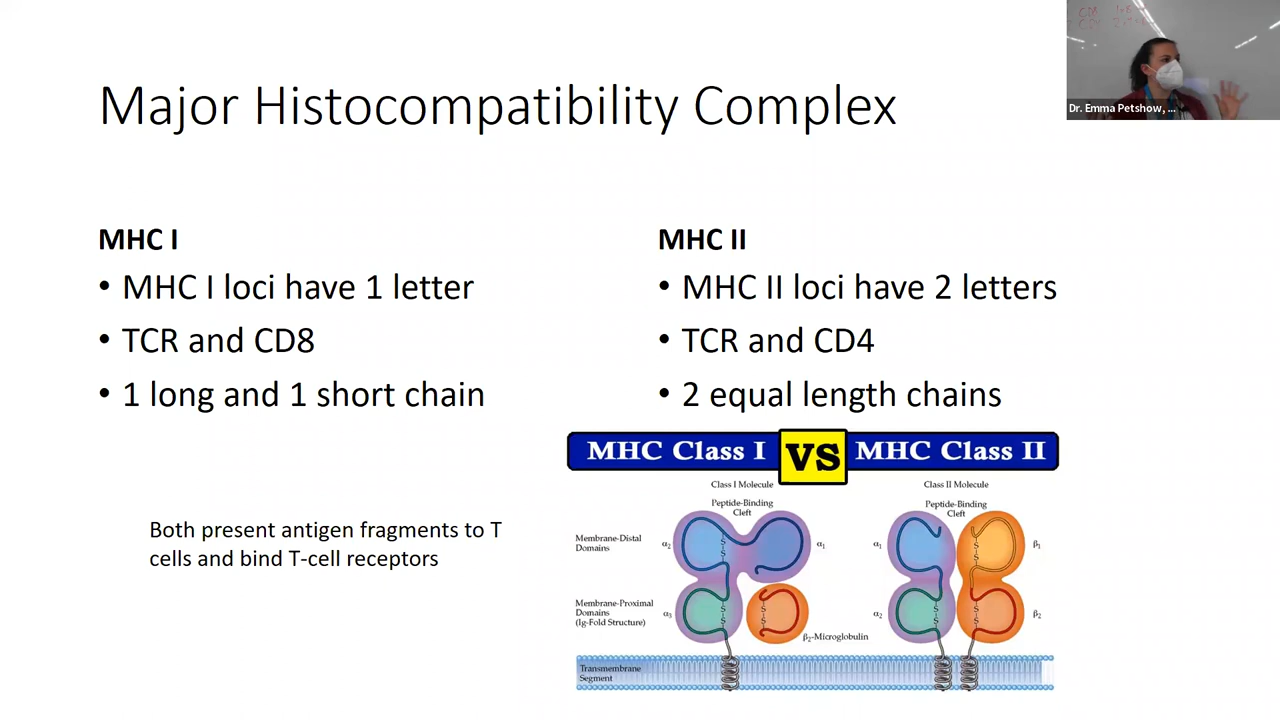 Dr. Emma Petshow, ...
Major Histocompatibility Complex
MHC I
• MHC I loci have 1 letter
• TCR and CD8
• 1 long and 1 short chain
Both present antigen fragments to T
cells and bind T-cell receptors
MHC II
• MHC II loci have 2 letters
• TCR and CD4
• 2 equal length chains
MHC Class I VS MHC Class II
Class I Molecule
Class II Molecule
Peptide-Binding
Cleft
Peptide-Binding
Cleft
Membrane-Distal
Domains
α₂
S
S
α₁
α₁
S
S
β₁
Membrane-Proximal
Domains
(Ig-Fold Structure)
α₃
S
S
S
S
β₂-Microglobulin
α₂
S
S
S
S
β₂
Transmembrane
Segment